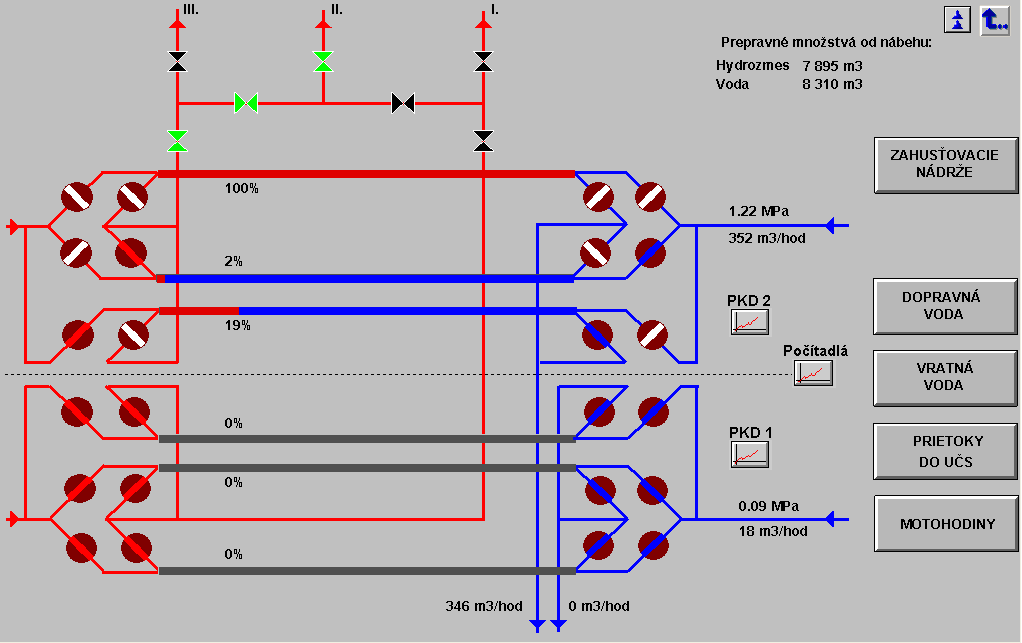 III.
II.
I.
Prepravné množstvá od nábehu:
Hydrozmes 7 895 m3
Voda 8 310 m3
ZAHUSŤOVACIE
NÁDRŽE
100%
1.22 MPa
352 m3/hod
2%
DOPRAVNÁ
VODA
PKD 2
19%
Počítadlá
VRATNÁ
VODA
0%
PKD 1
PRIETOKY
DO UČS
0%
0.09 MPa
18 m3/hod
MOTOHODINY
0%
346 m3/hod
0 m3/hod